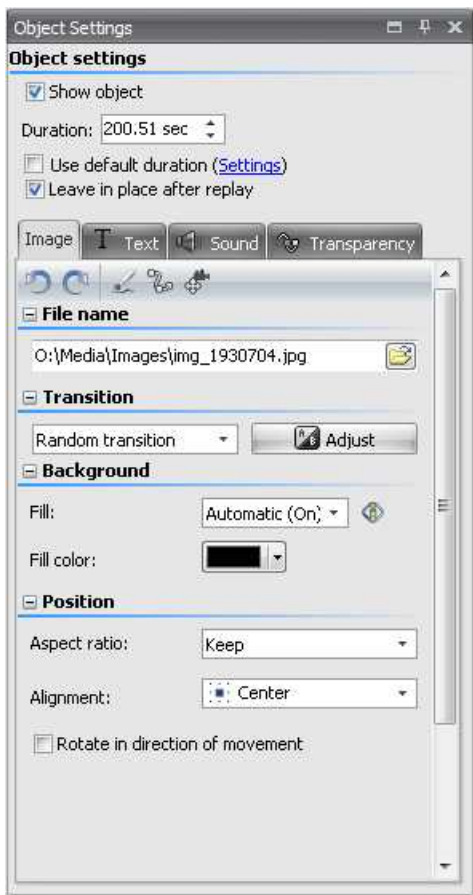 Object Settings
Object settings
Show object
Duration: 200.51 sec
Use default duration (Settings)
Leave in place after replay
Image T Text Sound Transparency
File name
O:\Media\Images\img_1930704.jpg
Transition
Random transition Adjust
Background
Fill: Automatic (On)
Fill color:
Position
Aspect ratio: Keep
Alignment: Center
Rotate in direction of movement